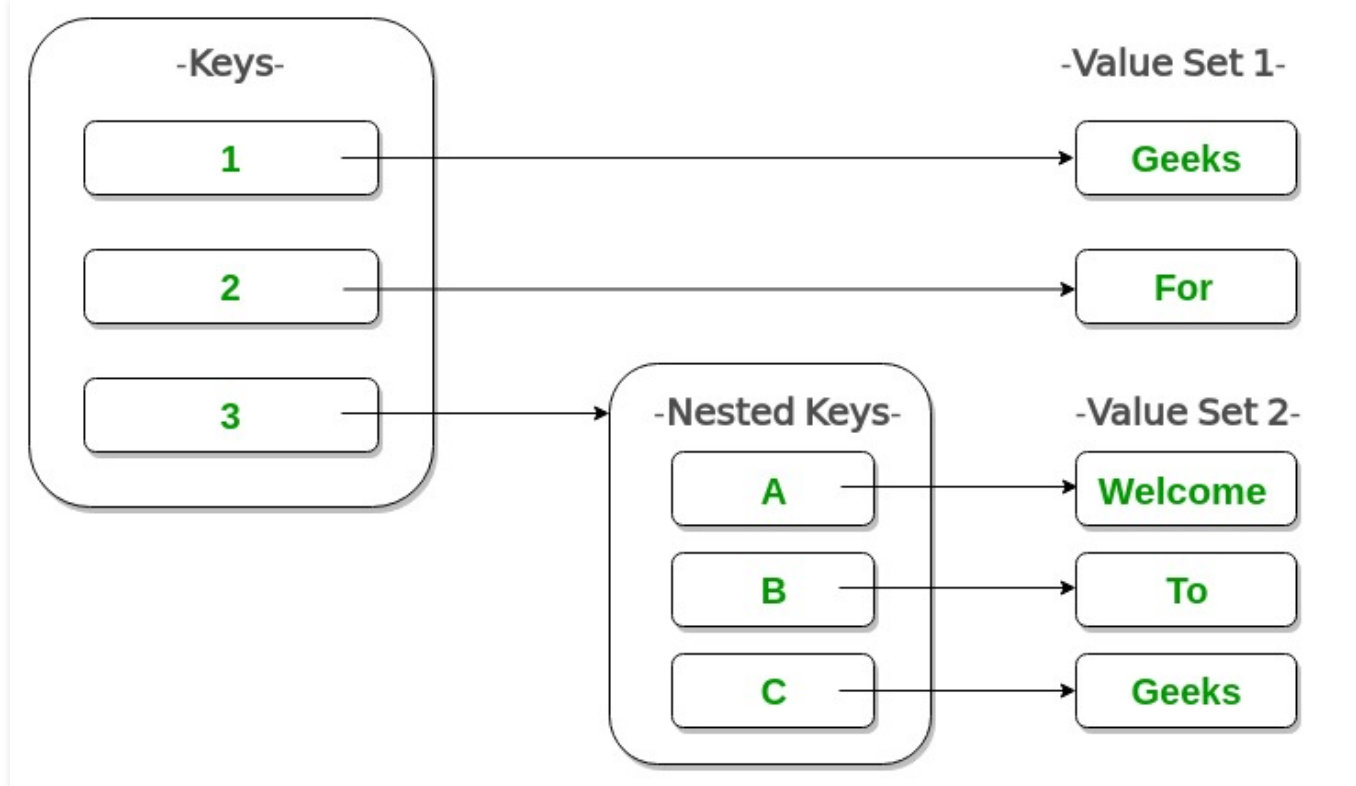 -Keys-
-Value Set 1-
1
Geeks
2
For
3
-Nested Keys-
-Value Set 2-
A
Welcome
B
To
C
Geeks